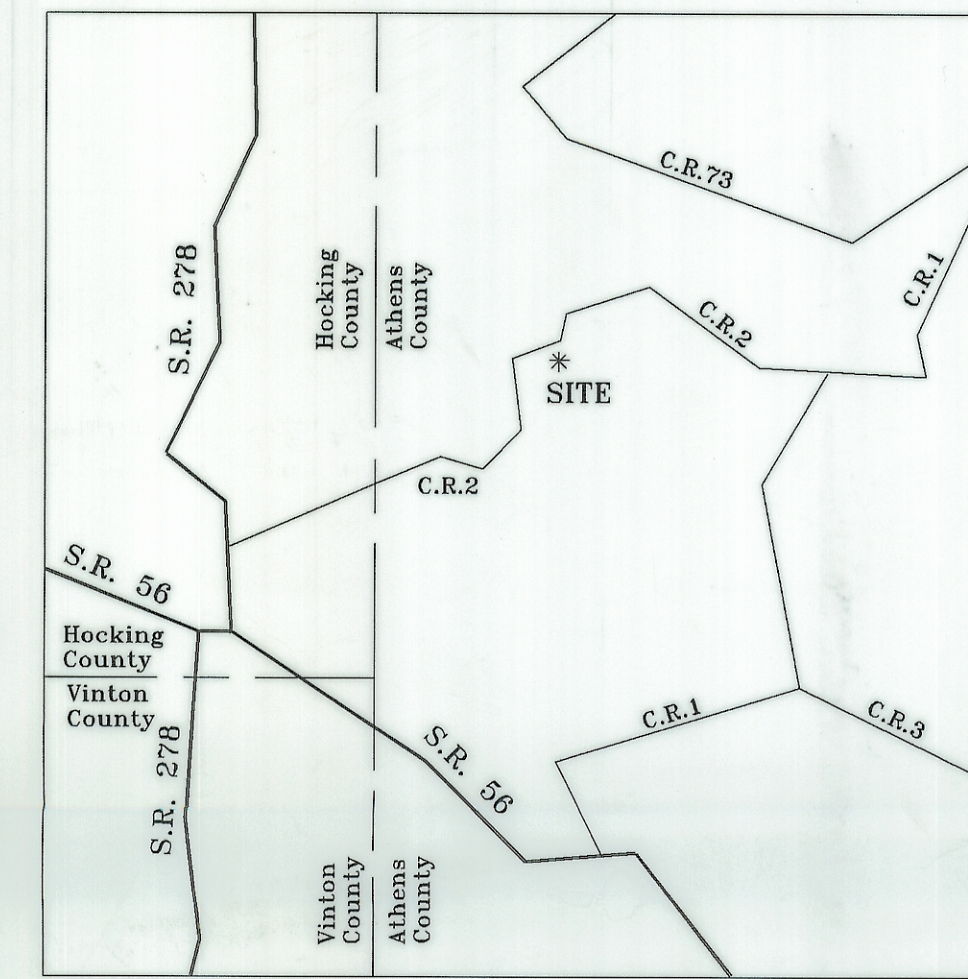 C.R.73
C.R.1
S.R. 278
Hocking
County
Athens
County
C.R.2
SITE
C.R.2
S.R. 56
Hocking
County
Vinton
County
C.R.1
C.R.3
S.R. 278
S.R. 56
Vinton
County
Athens
County